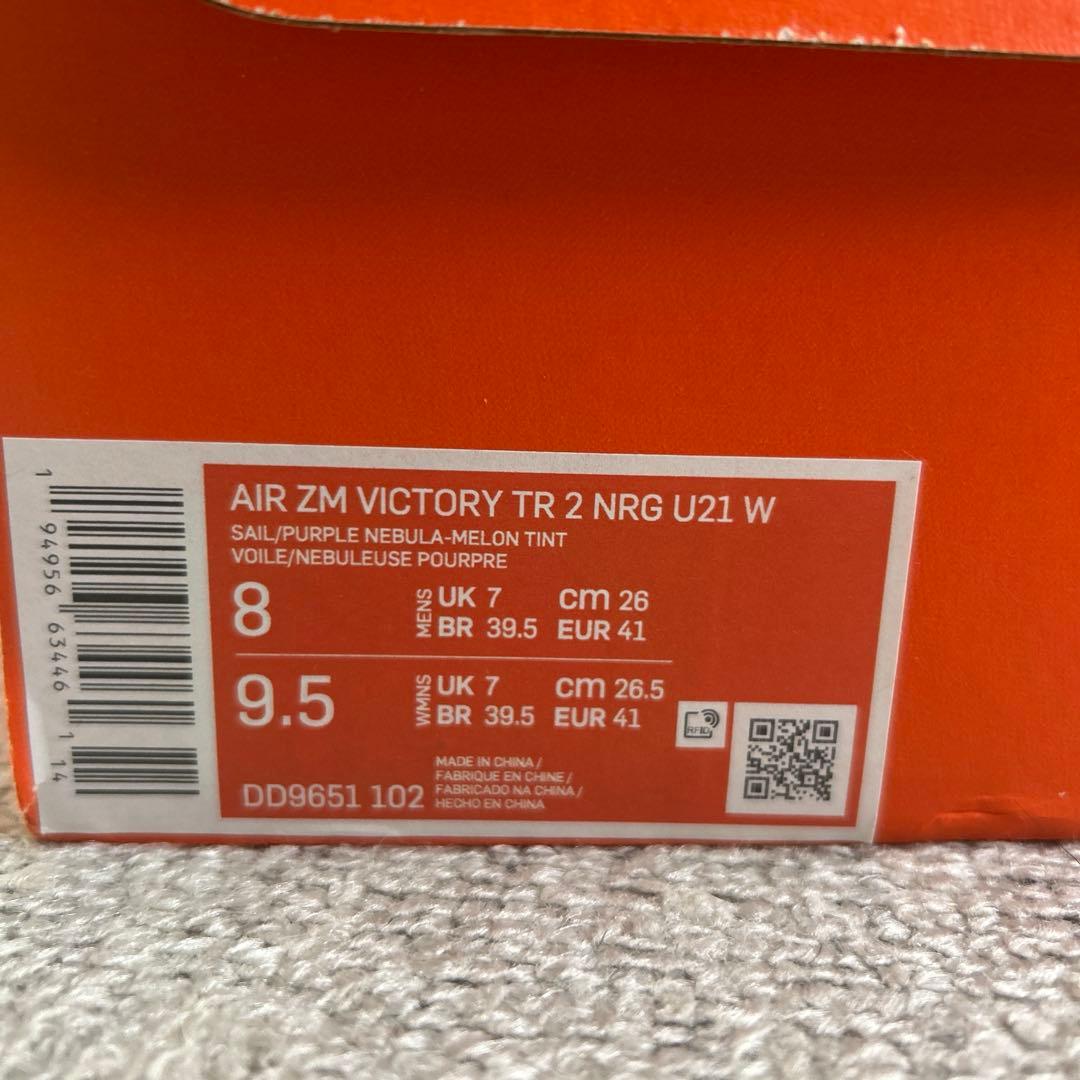 AIR ZM VICTORY TR 2 NRG U21 W
SAIL/PURPLE NEBULA-MELON TINT
VOILE/NEBULEUSE POURPRE
8
MENS
UK 7 cm 26
BR 39.5 EUR 41
9.5
WMNS
UK 7 cm 26.5
BR 39.5 EUR 41
RFID
MADE IN CHINA /
FABRIQUE EN CHINE /
FABRICADO NA CHINA /
HECHO EN CHINA
DD9651 102
1 94956 63446 1 14